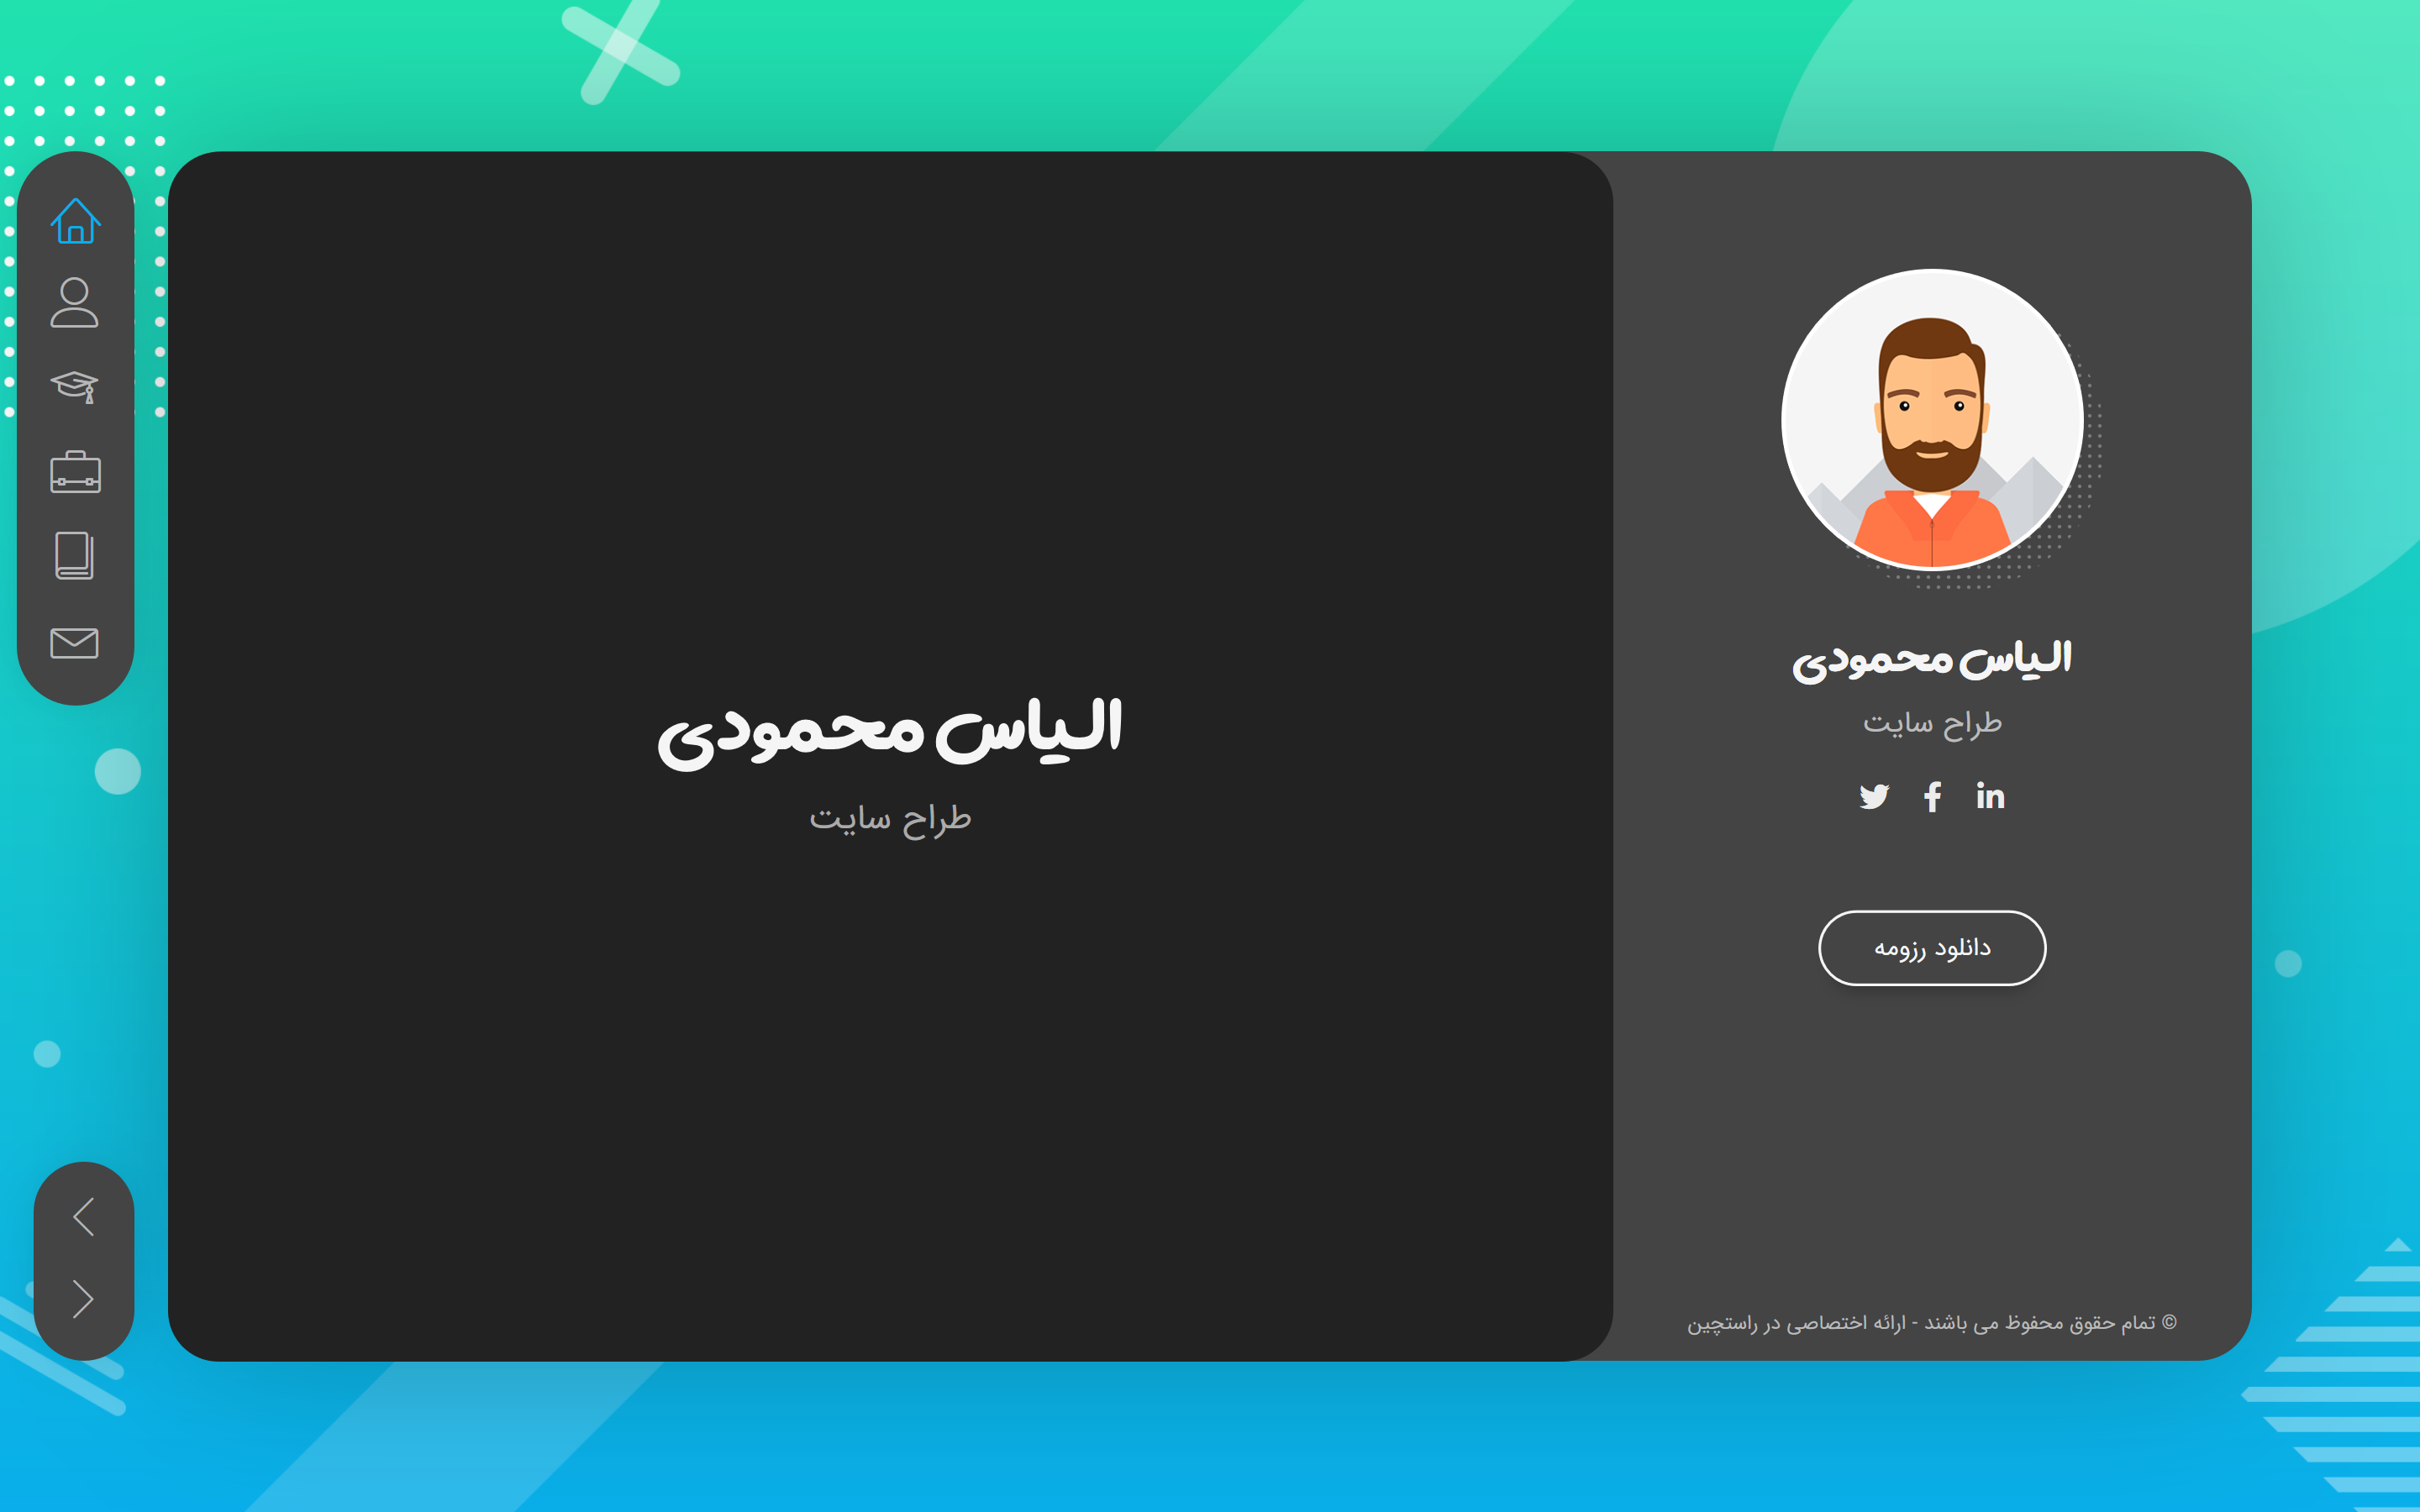 الیاس محمودی
طراح سایت
دانلود رزومه
© تمام حقوق محفوظ می باشند - ارائه اختصاصی در راستچین
الیاس محمودی
طراح سایت